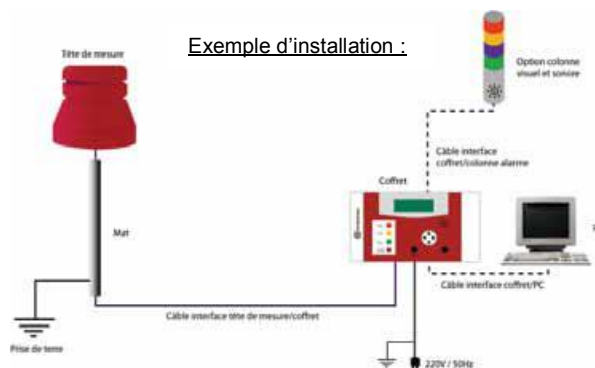 Exemple d'installation :
Tête de mesure
Option colonne
visuel et sonore
Câble interface
coffret/colonne alarme
Coffret
Mat
Câble interface coffret/PC
Câble interface tête de mesure/coffret
Prise de terre
220V / 50Hz